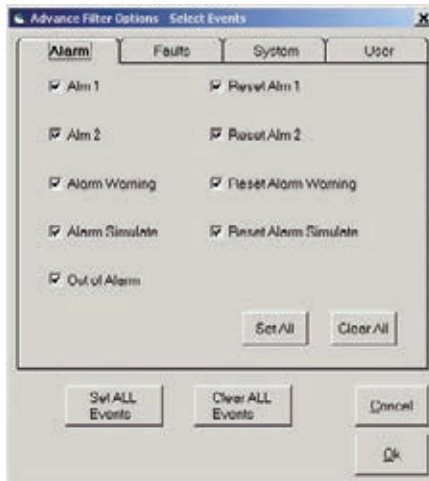 Advance Filter Options - Select Events
Alarm Faults System User
Alm 1 Reset Alm 1
Alm 2 Reset Alm 2
Alarm Warning Reset Alarm Warning
Alarm Simulate Reset Alarm Simulate
Out of Alarm
Set All Clear All
Set ALL Events
Clear ALL Events
Cancel
Ok